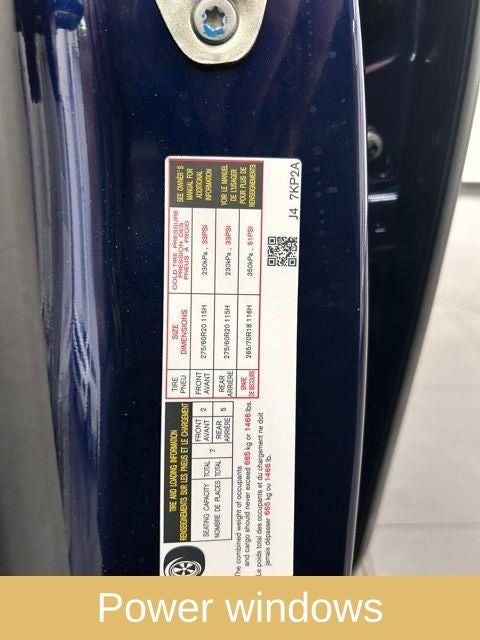 TIRE AND LOADING INFORMATION
RENSEIGNEMENTS SUR LES PNEUS ET LE CHARGEMENT
SEATING CAPACITY TOTAL 7 FRONT 2 REAR 5
NOMBRE DE PLACES TOTAL AVANT ARRIÈRE
The combined weight of occupants
and cargo should never exceed 665 kg or 1466 lbs.
Le poids total des occupants et du chargement ne doit
jamais dépasser 665 kg ou 1466 lb.
TIRE SIZE COLD TIRE PRESSURE
PNEU DIMENSIONS PRESSION DES
PNEUS À FROID
FRONT
AVANT 275/60R20 115H 230kPa , 33PSI
REAR
ARRIÈRE 275/60R20 115H 230kPa , 33PSI
SPARE
DE SECOURS 265/70R18 116H 350kPa , 51PSI
SEE OWNER'S
MANUAL FOR
ADDITIONAL
INFORMATION
VOIR LE MANUEL
DE L'USAGER
POUR PLUS DE
RENSEIGNEMENTS
J4 7KP2A
Power windows